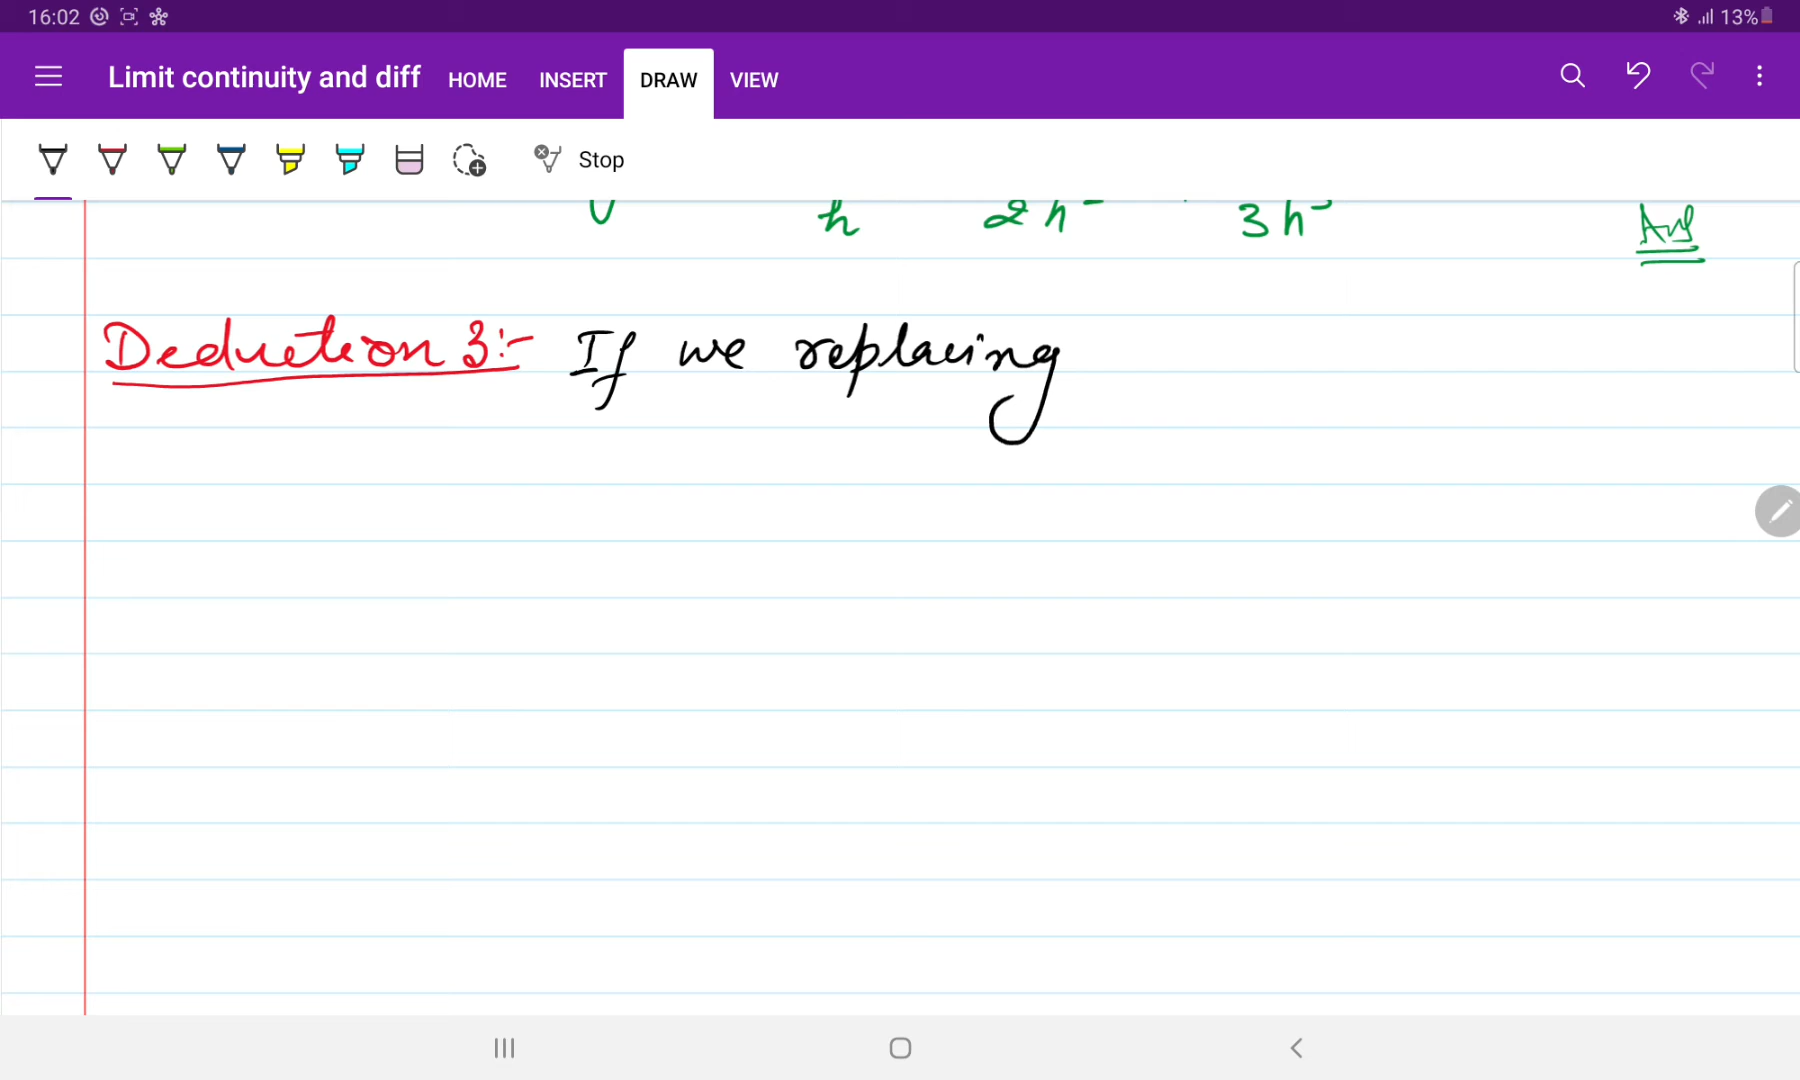 16:02 13%
Limit continuity and diff HOME INSERT DRAW VIEW
Stop
h 2h 3h Ans
Deduction 3:- If we replacing